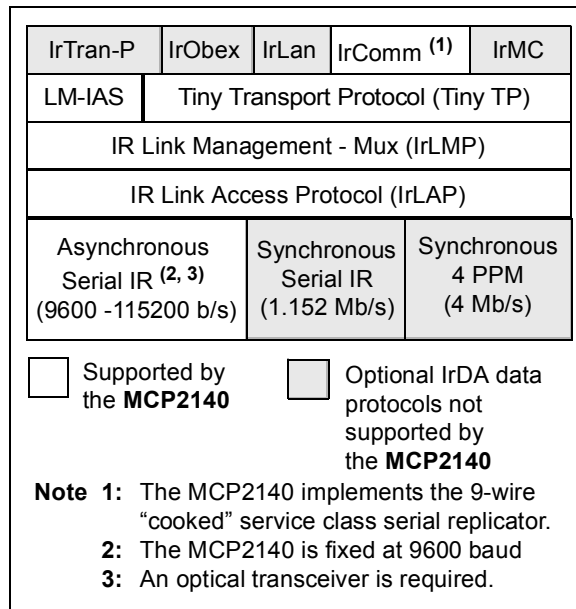 IrTran-P IrObex IrLan IrComm (1) IrMC
LM-IAS Tiny Transport Protocol (Tiny TP)
IR Link Management - Mux (IrLMP)
IR Link Access Protocol (IrLAP)
Asynchronous
Serial IR (2, 3)
(9600 -115200 b/s)
Synchronous
Serial IR
(1.152 Mb/s)
Synchronous
4 PPM
(4 Mb/s)
Supported by
the MCP2140
Optional IrDA data
protocols not
supported by
the MCP2140
Note 1: The MCP2140 implements the 9-wire
“cooked” service class serial replicator.
2: The MCP2140 is fixed at 9600 baud
3: An optical transceiver is required.